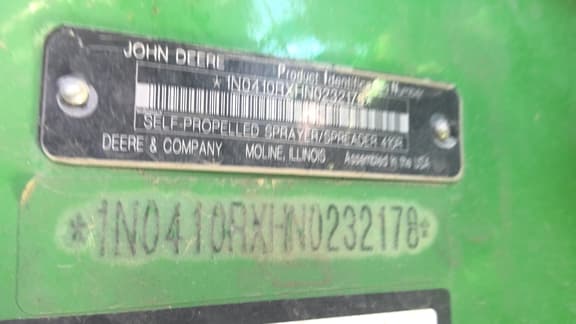 JOHN DEERE
Product Identification Number
*1N0410RXHN0232178*
SELF-PROPELLED SPRAYER/SPREADER 410R
DEERE & COMPANY MOLINE, ILLINOIS Assembled in the USA
*1N0410RXHN0232178*